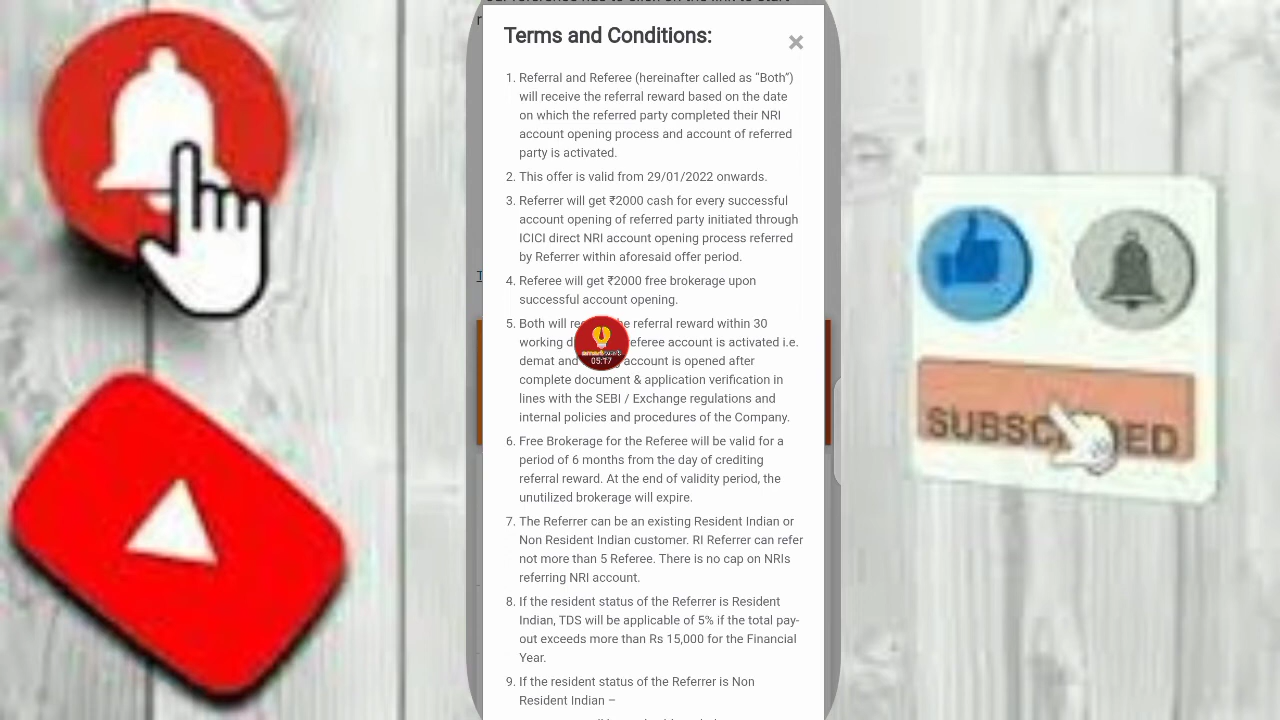 Terms and Conditions:
×
1. Referral and Referee (hereinafter called as "Both")
will receive the referral reward based on the date
on which the referred party completed their NRI
account opening process and account of referred
party is activated.
2. This offer is valid from 29/01/2022 onwards.
3. Referrer will get ₹2000 cash for every successful
account opening of referred party initiated through
ICICI direct NRI account opening process referred
by Referrer within aforesaid offer period.
4. Referee will get ₹2000 free brokerage upon
successful account opening.
5. Both will re e referral reward within 30
working d eferee account is activated i.e.
demat and account is opened after
complete document & application verification in
lines with the SEBI / Exchange regulations and
internal policies and procedures of the Company.
6. Free Brokerage for the Referee will be valid for a
period of 6 months from the day of crediting
referral reward. At the end of validity period, the
unutilized brokerage will expire.
7. The Referrer can be an existing Resident Indian or
Non Resident Indian customer. RI Referrer can refer
not more than 5 Referee. There is no cap on NRIs
referring NRI account.
8. If the resident status of the Referrer is Resident
Indian, TDS will be applicable of 5% if the total pay-
out exceeds more than Rs 15,000 for the Financial
Year.
9. If the resident status of the Referrer is Non
Resident Indian –
05:17